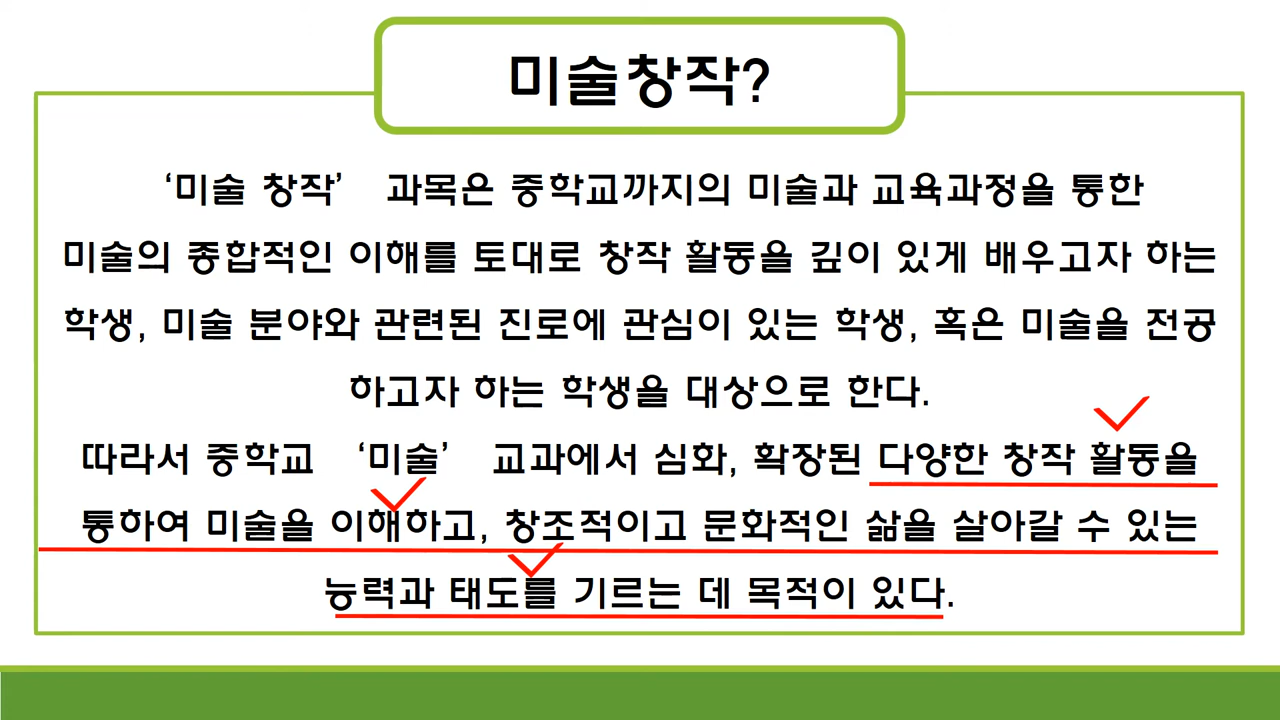 미술창작?
‘미술 창작’ 과목은 중학교까지의 미술과 교육과정을 통한
미술의 종합적인 이해를 토대로 창작 활동을 깊이 있게 배우고자 하는
학생, 미술 분야와 관련된 진로에 관심이 있는 학생, 혹은 미술을 전공
하고자 하는 학생을 대상으로 한다.
따라서 중학교 ‘미술’ 교과에서 심화, 확장된 다양한 창작 활동을
통하여 미술을 이해하고, 창조적이고 문화적인 삶을 살아갈 수 있는
능력과 태도를 기르는 데 목적이 있다.